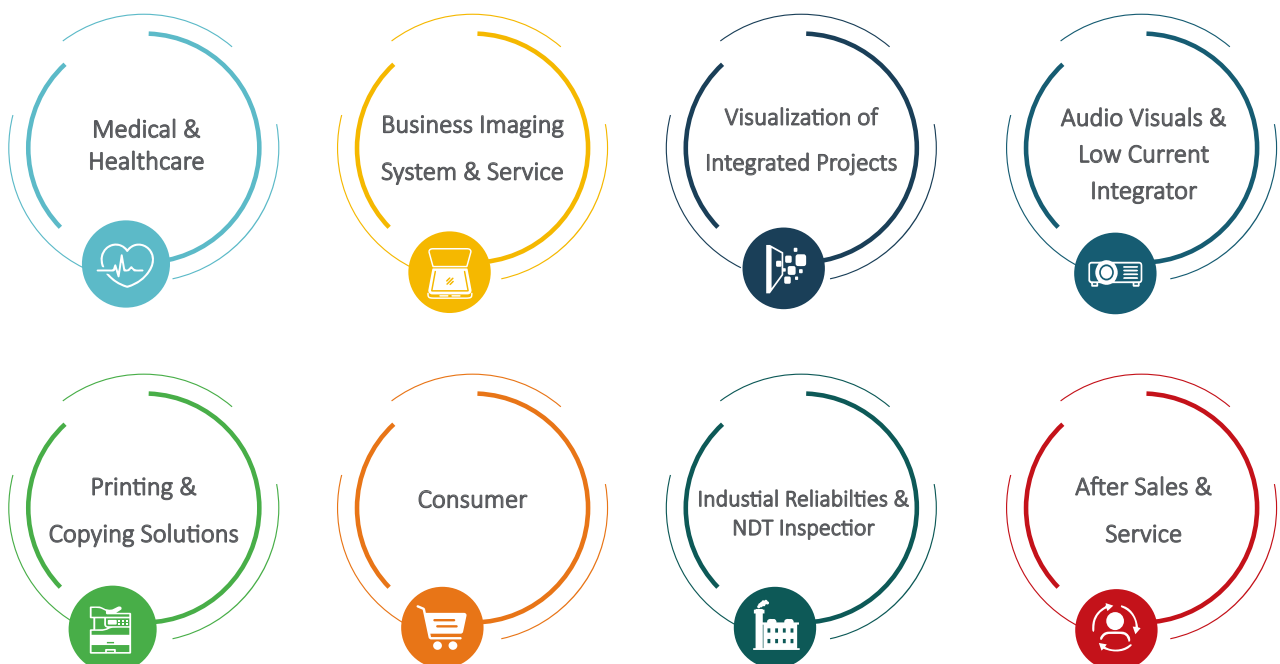 Medical &
Healthcare
Business Imaging
System & Service
Visualization of
Integrated Projects
Audio Visuals &
Low Current
Integrator
Printing &
Copying Solutions
Consumer
Industial Reliabilties &
NDT Inspectior
After Sales &
Service